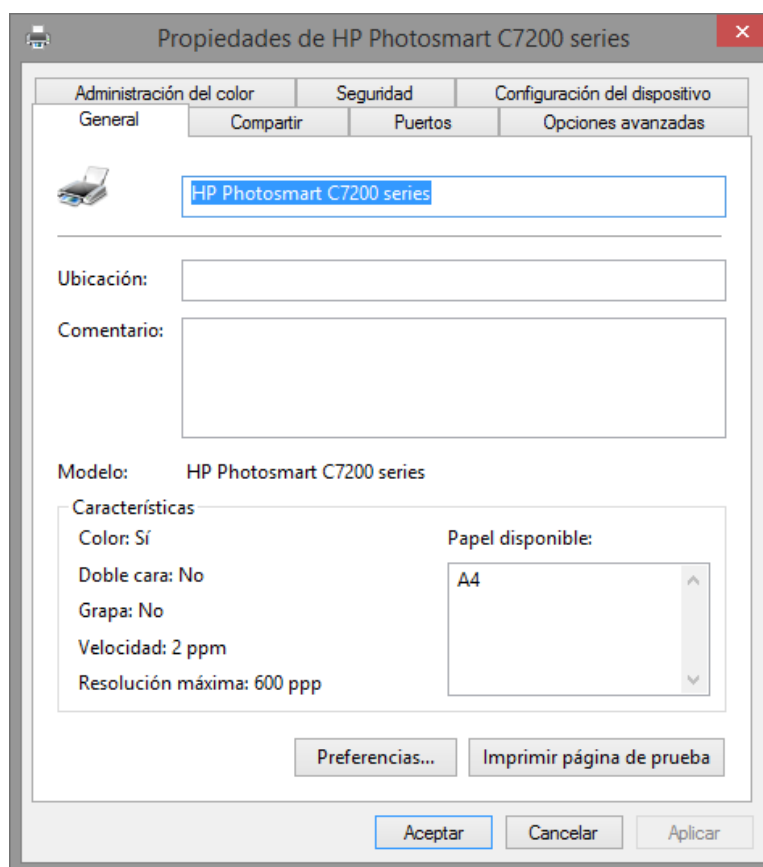 Propiedades de HP Photosmart C7200 series
Administración del color Seguridad Configuración del dispositivo
General Compartir Puertos Opciones avanzadas
HP Photosmart C7200 series
Ubicación:
Comentario:
Modelo: HP Photosmart C7200 series
Características
Color: Sí
Papel disponible:
Doble cara: No
A4
Grapa: No
Velocidad: 2 ppm
Resolución máxima: 600 ppp
Preferencias... Imprimir página de prueba
Aceptar Cancelar Aplicar